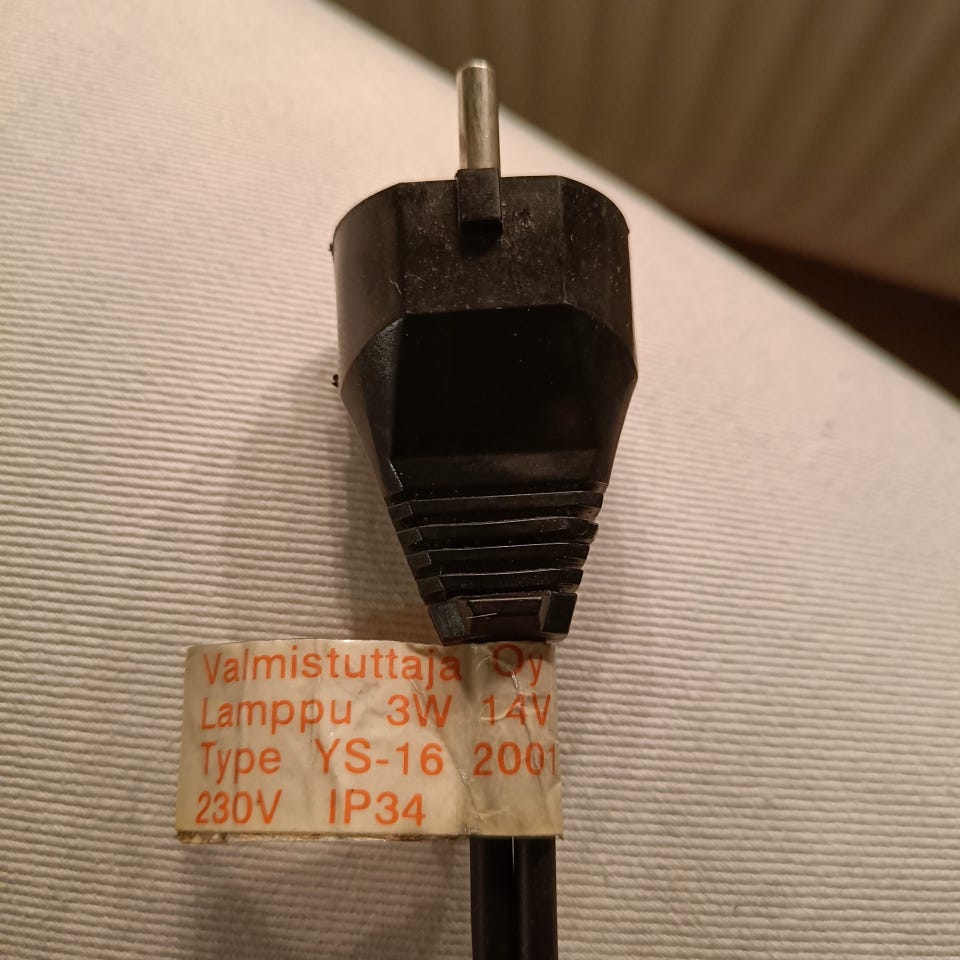 Valmistuttaja Oy
Lamppu 3W 14V
Type YS-16 2001
230V IP34